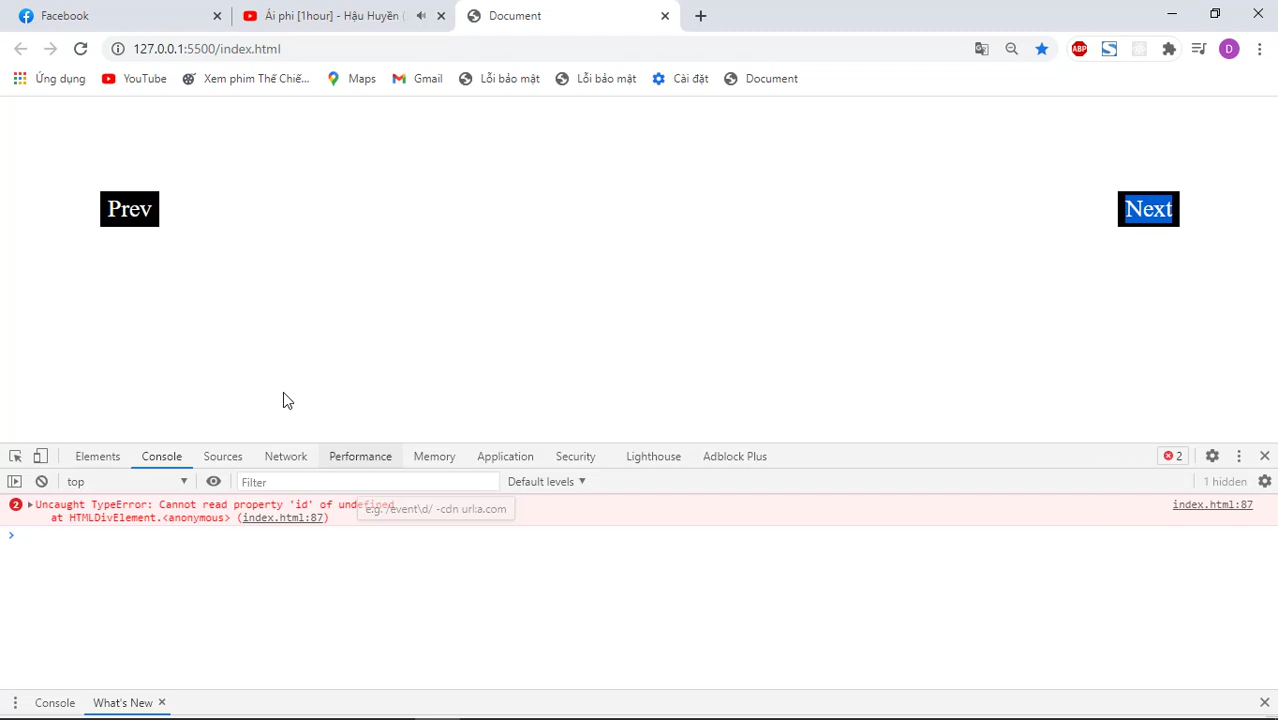 Facebook
Ái phi [1hour] - Hậu Huyền (
Document
127.0.0.1:5500/index.html
ABP
S
D
Ứng dụng
YouTube
Xem phim Thế Chiế...
Maps
Gmail
Lỗi bảo mật
Lỗi bảo mật
Cài đặt
Document
Prev
Next
Elements
Console
Sources
Network
Performance
Memory
Application
Security
Lighthouse
Adblock Plus
2
top
Filter
Default levels
1 hidden
2
Uncaught TypeError: Cannot read property 'id' of undefined
index.html:87
e.g. /event\d/ -cdn url:a.com
at HTMLDivElement.<anonymous> (index.html:87)
Console
What's New